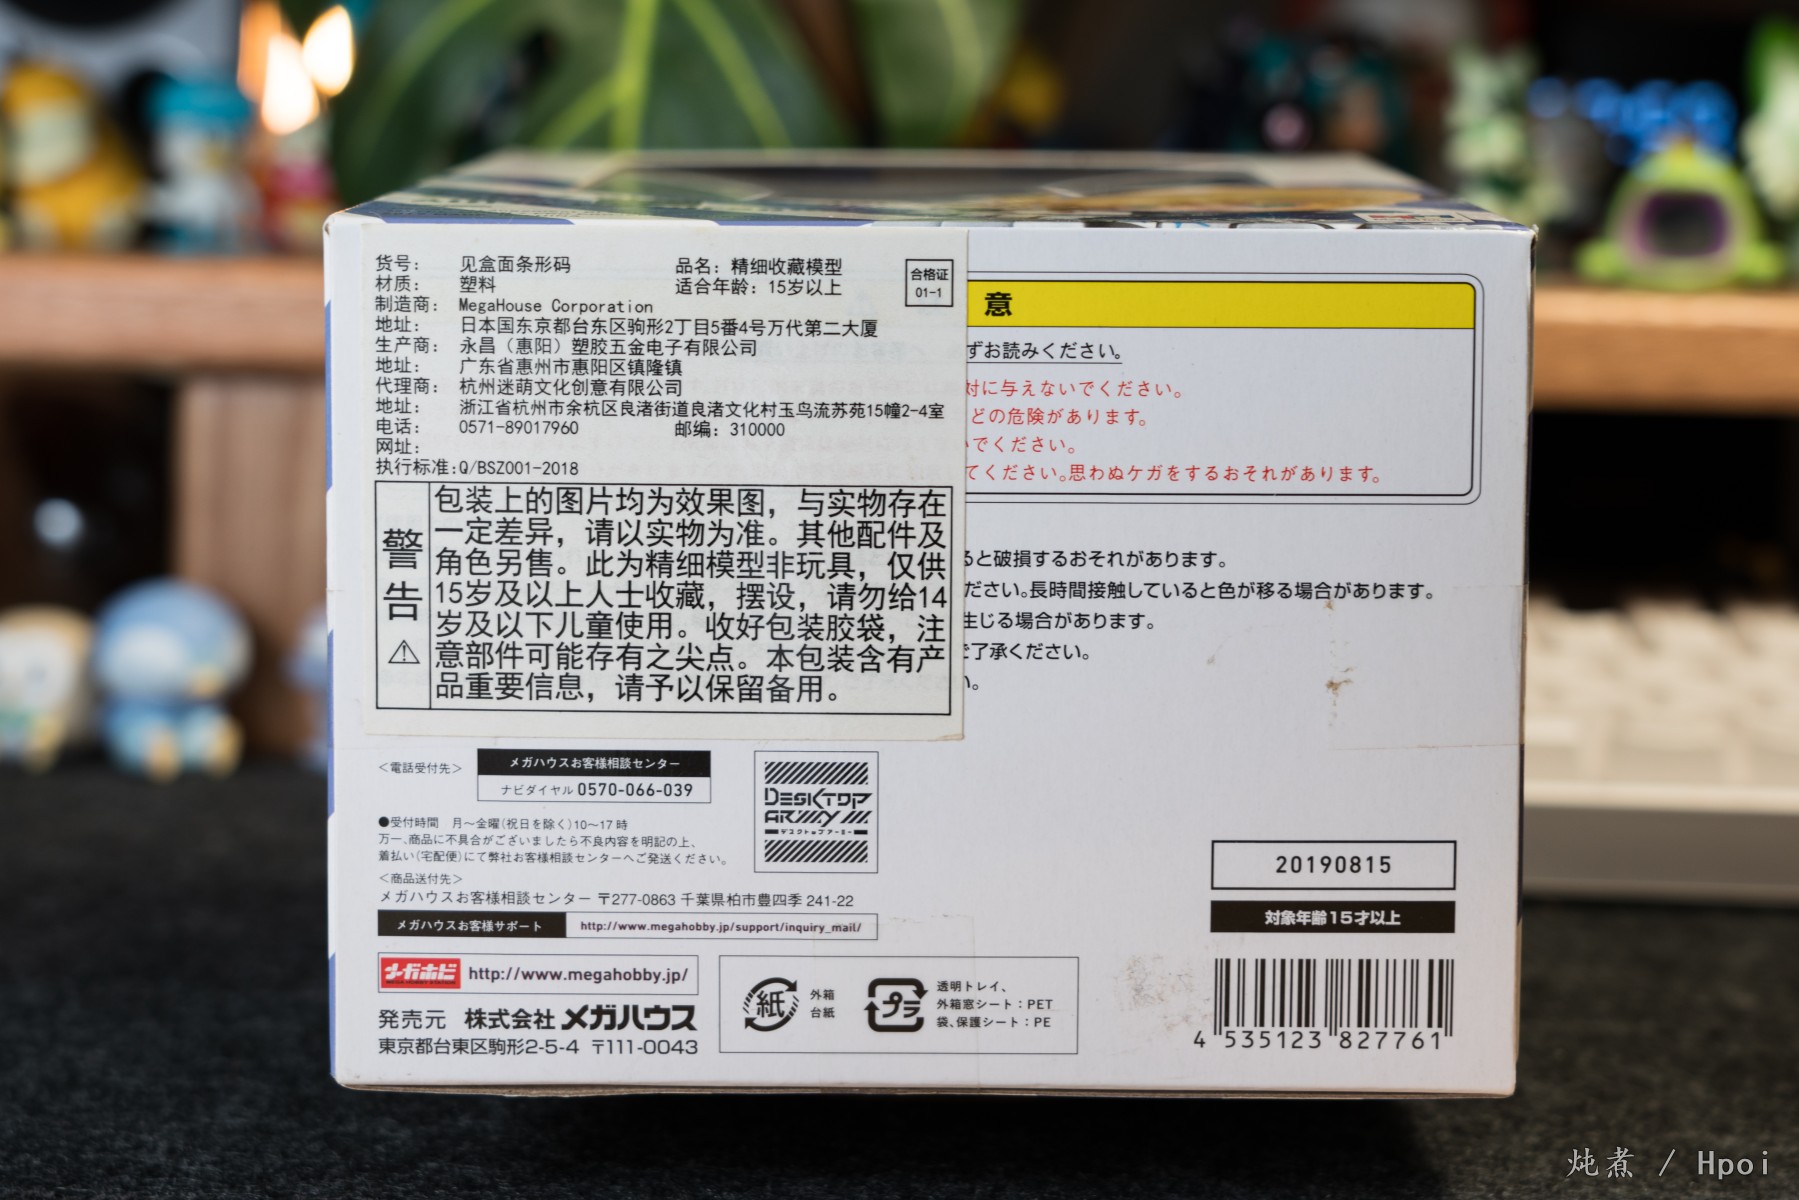 货号： 见盒面条形码 品名：精细收藏模型
材质： 塑料 适合年龄：15岁以上
合格证
01-1
制造商： MegaHouse Corporation
地址： 日本国东京都台东区驹形2丁目5番4号万代第二大厦
生产商： 永昌（惠阳）塑胶五金电子有限公司
地址： 广东省惠州市惠阳区镇隆镇
代理商： 杭州迷萌文化创意有限公司
地址： 浙江省杭州市余杭区良渚街道良渚文化村玉鸟流苏苑15幢2-4室
电话： 0571-89017960 邮编：310000
网址：
执行标准:Q/BSZ001-2018
警告
包装上的图片均为效果图，与实物存在
一定差异，请以实物为准。其他配件及
角色另售。此为精细模型非玩具，仅供
15岁及以上人士收藏，摆设，请勿给14
岁及以下儿童使用。收好包装胶袋，注
意部件可能存有之尖点。本包装含有产
品重要信息，请予以保留备用。
意
ずお読みください。
対に与えないでください。
どの危険があります。
でください。
てください。思わぬケガをするおそれがあります。
ると破損するおそれがあります。
ださい。長時間接触していると色が移る場合があります。
生じる場合があります。
了承ください。
い。
＜電話受付先＞
メガハウスお客様相談センター
ナビダイヤル 0570-066-039
●受付時間 月～金曜(祝日を除く)10～17時
万一、商品に不具合がございましたら不良内容を明記の上、
着払い(宅配便)にて弊社お客様相談センターへご発送ください。
＜商品送付先＞
メガハウスお客様相談センター 〒277-0863 千葉県柏市豊四季 241-22
メガハウスお客様サポート http://www.megahobby.jp/support/inquiry_mail/
DESKTOP
ARMY
デスクトップアーミー
メガホビ
MEGA HOBBY STATION
http://www.megahobby.jp/
発売元 株式会社メガハウス
東京都台東区駒形2-5-4 〒111-0043
紙
外箱
台紙
プラ
透明トレイ、
外箱窓シート：PET
袋、保護シート：PE
20190815
対象年齢15才以上
4 535123 827761
炖煮 / Hpoi